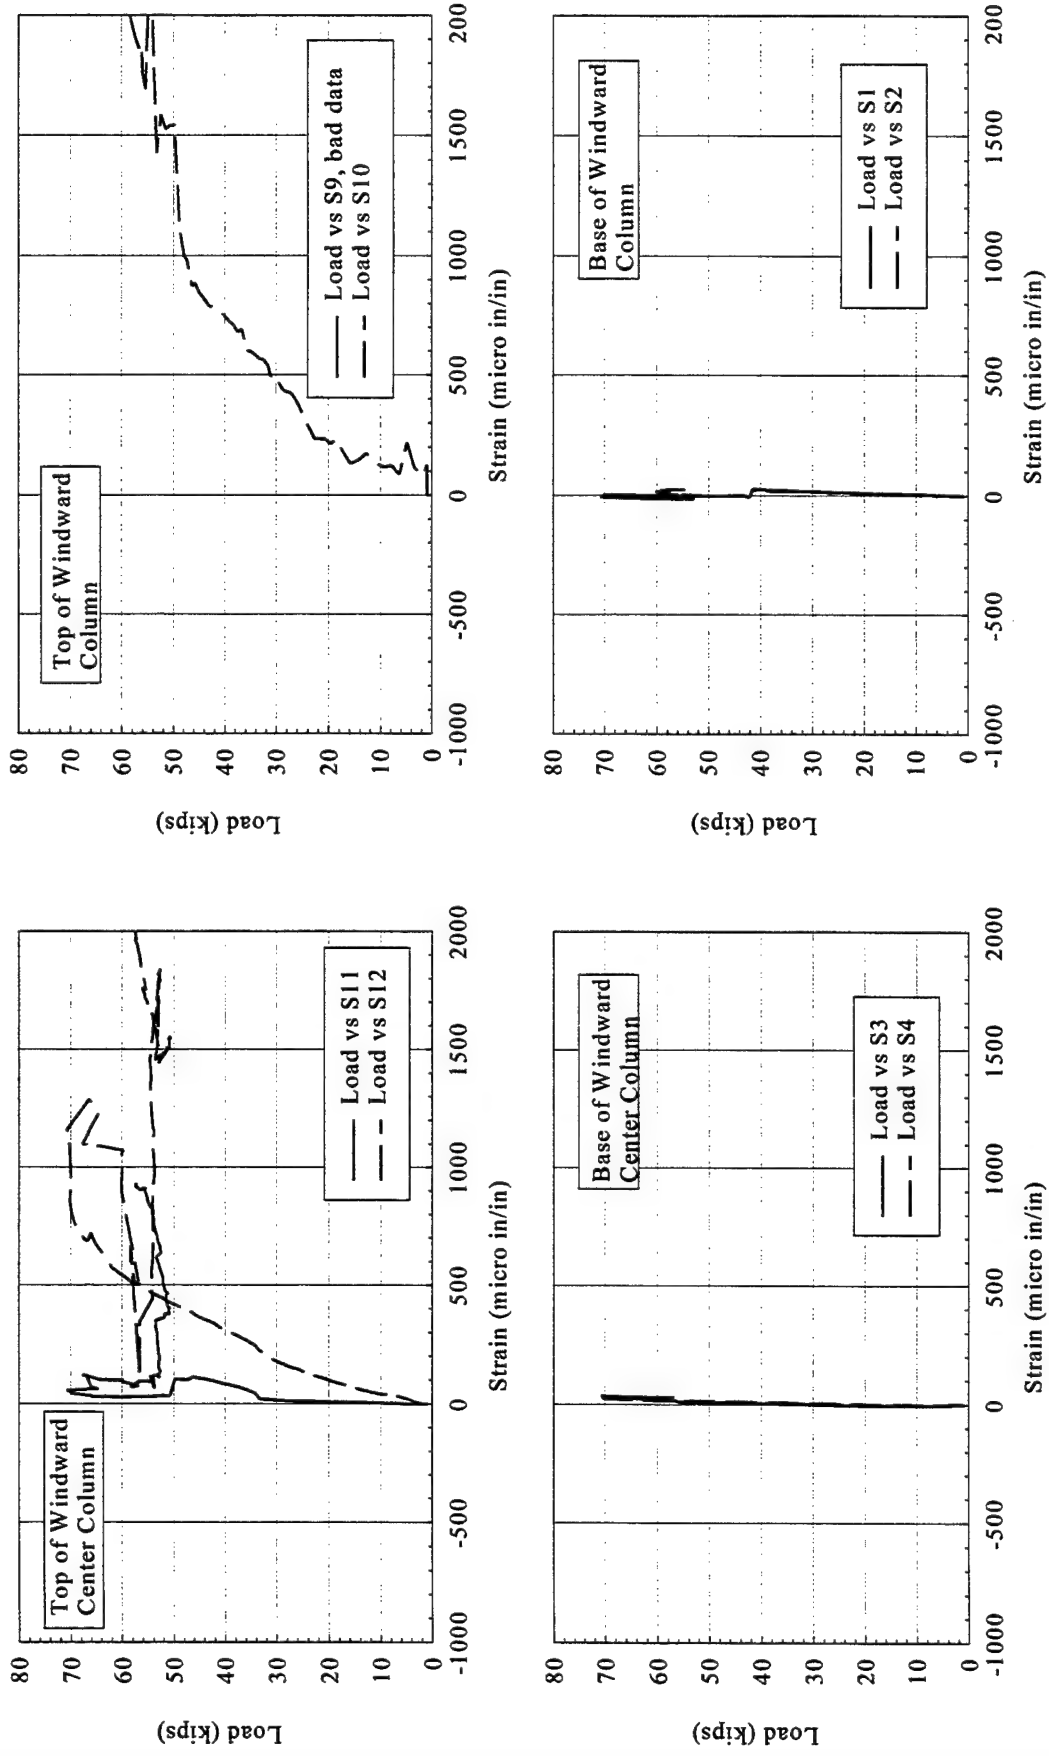 Load (kips)
80
70
60
50
40
30
20
10
0
Top of Windward
Center Column
Load vs S11
Load vs S12
-1000 -500 0 500 1000 1500 2000
Strain (micro in/in)
Load (kips)
80
70
60
50
40
30
20
10
0
Top of Windward
Column
Load vs S9, bad data
Load vs S10
-1000 -500 0 500 1000 1500 200
Strain (micro in/in)
Load (kips)
80
70
60
50
40
30
20
10
0
Base of Windward
Center Column
Load vs S3
Load vs S4
-1000 -500 0 500 1000 1500 2000
Strain (micro in/in)
Load (kips)
80
70
60
50
40
30
20
10
0
Base of Windward
Column
Load vs S1
Load vs S2
-1000 -500 0 500 1000 1500 200
Strain (micro in/in)